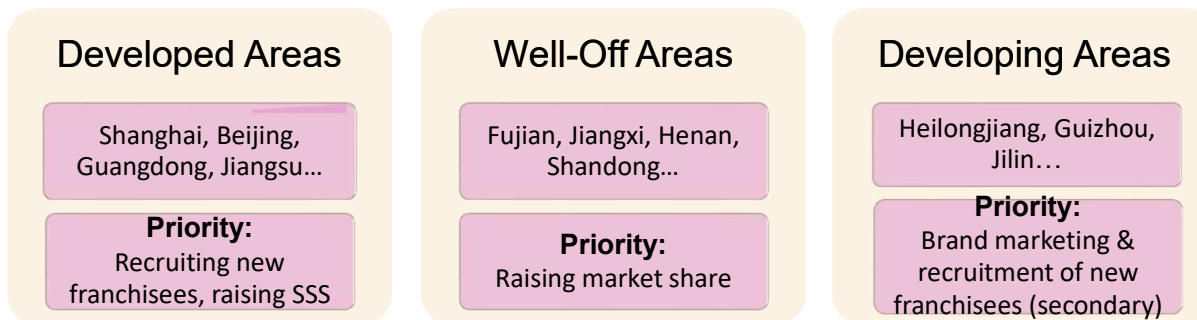 Developed Areas
Shanghai, Beijing,
Guangdong, Jiangsu...
Priority:
Recruiting new
franchisees, raising SSS
Well-Off Areas
Fujian, Jiangxi, Henan,
Shandong...
Priority:
Raising market share
Developing Areas
Heilongjiang, Guizhou,
Jilin…
Priority:
Brand marketing &
recruitment of new
franchisees (secondary)